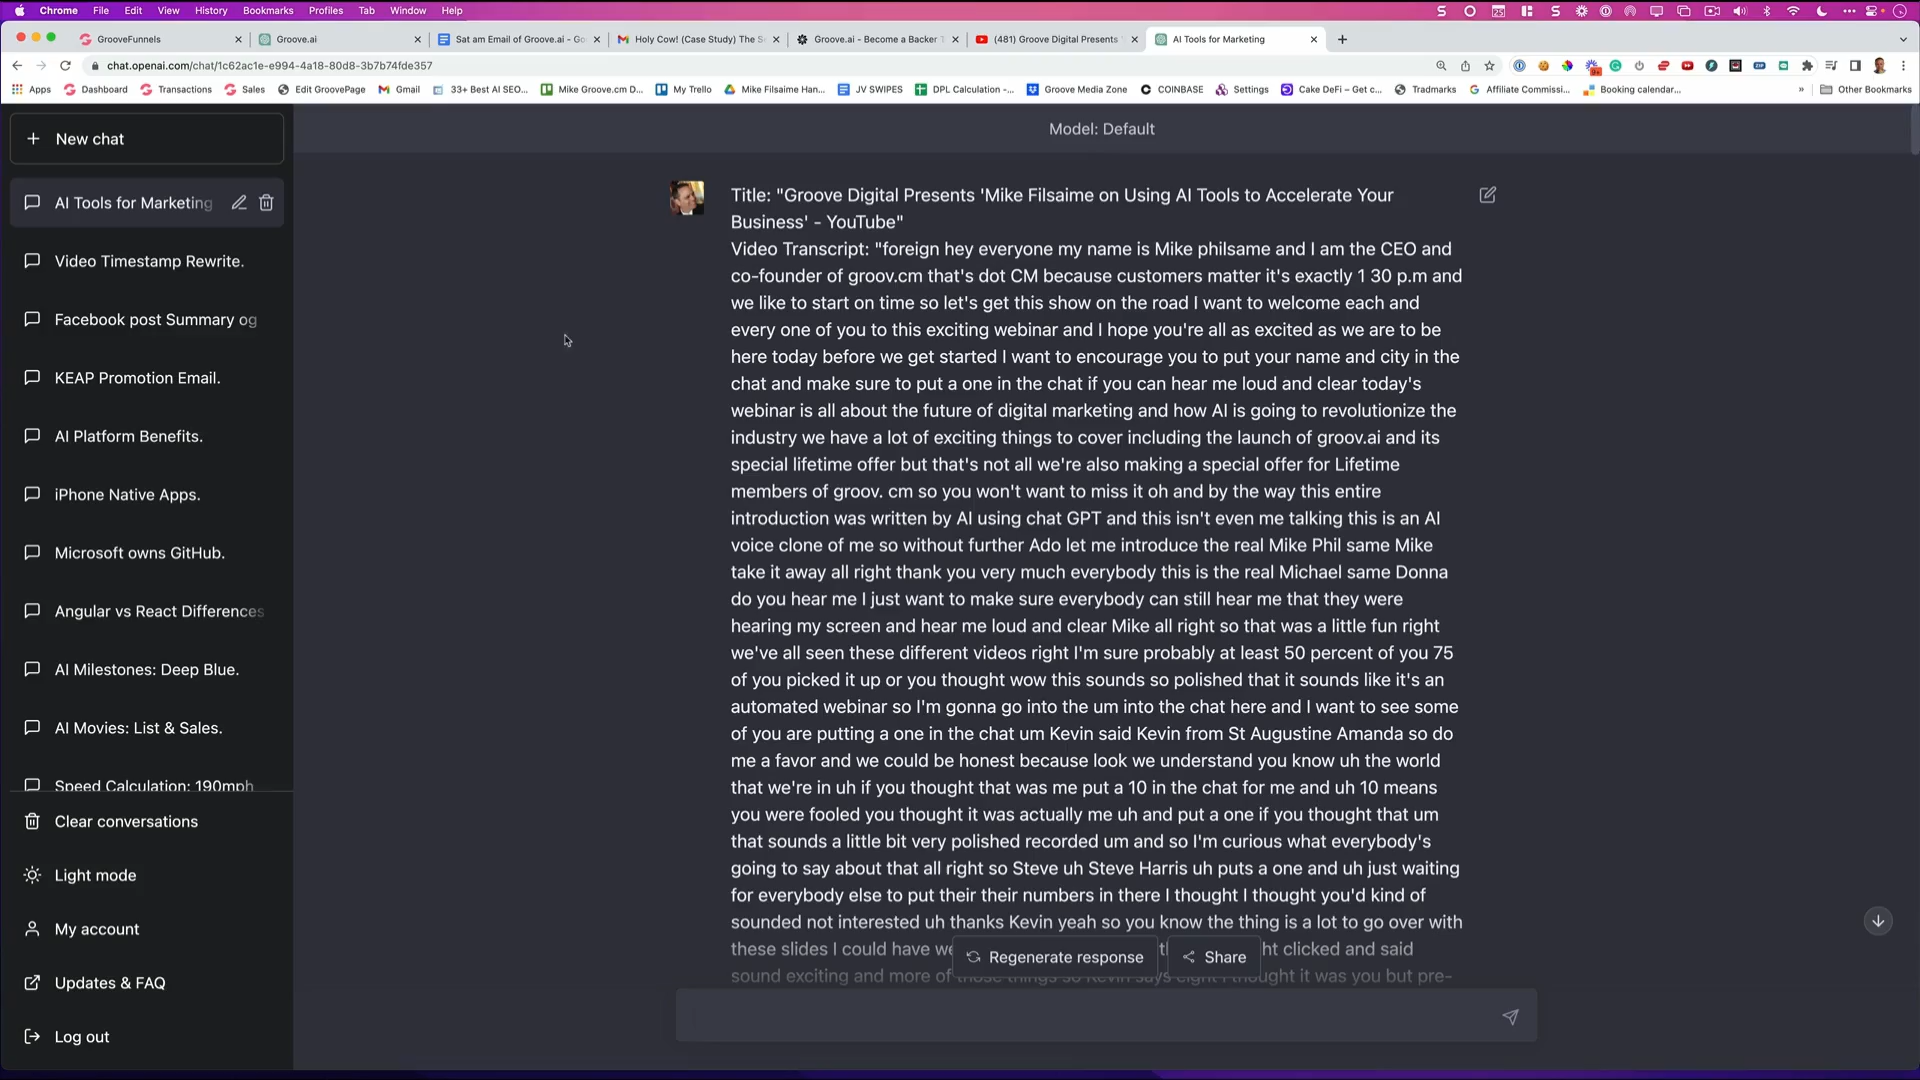 Chrome File Edit View History Bookmarks Profiles Tab Window Help
GrooveFunnels
Groove.ai
Sat am Email of Groove.ai - Go
Holy Cow! (Case Study) The S
Groove.ai - Become a Backer
(481) Groove Digital Presents
AI Tools for Marketing
chat.openai.com/chat/1c62ac1e-e994-4a18-80d8-3b7b74fde357
Apps Dashboard Transactions Sales Edit GroovePage Gmail 33+ Best AI SEO... Mike Groove.cm D... My Trello Mike Filsaime Han... JV SWIPES DPL Calculation -... Groove Media Zone COINBASE Settings Cake DeFi – Get c... Tradmarks Affiliate Commissi... Booking calendar... » Other Bookmarks
New chat
AI Tools for Marketing
Video Timestamp Rewrite.
Facebook post Summary og
KEAP Promotion Email.
AI Platform Benefits.
iPhone Native Apps.
Microsoft owns GitHub.
Angular vs React Differences
AI Milestones: Deep Blue.
AI Movies: List & Sales.
Speed Calculation: 190mph
Clear conversations
Light mode
My account
Updates & FAQ
Log out
Model: Default
Title: "Groove Digital Presents 'Mike Filsaime on Using AI Tools to Accelerate Your
Business' - YouTube"
Video Transcript: "foreign hey everyone my name is Mike philsame and I am the CEO and
co-founder of groov.cm that's dot CM because customers matter it's exactly 1 30 p.m and
we like to start on time so let's get this show on the road I want to welcome each and
every one of you to this exciting webinar and I hope you're all as excited as we are to be
here today before we get started I want to encourage you to put your name and city in the
chat and make sure to put a one in the chat if you can hear me loud and clear today's
webinar is all about the future of digital marketing and how AI is going to revolutionize the
industry we have a lot of exciting things to cover including the launch of groov.ai and its
special lifetime offer but that's not all we're also making a special offer for Lifetime
members of groov. cm so you won't want to miss it oh and by the way this entire
introduction was written by AI using chat GPT and this isn't even me talking this is an AI
voice clone of me so without further Ado let me introduce the real Mike Phil same Mike
take it away all right thank you very much everybody this is the real Michael same Donna
do you hear me I just want to make sure everybody can still hear me that they were
hearing my screen and hear me loud and clear Mike all right so that was a little fun right
we've all seen these different videos right I'm sure probably at least 50 percent of you 75
of you picked it up or you thought wow this sounds so polished that it sounds like it's an
automated webinar so I'm gonna go into the um into the chat here and I want to see some
of you are putting a one in the chat um Kevin said Kevin from St Augustine Amanda so do
me a favor and we could be honest because look we understand you know uh the world
that we're in uh if you thought that was me put a 10 in the chat for me and uh 10 means
you were fooled you thought it was actually me uh and put a one if you thought that um
that sounds a little bit very polished recorded um and so I'm curious what everybody's
going to say about that all right so Steve uh Steve Harris uh puts a one and uh just waiting
for everybody else to put their their numbers in there I thought I thought you'd kind of
sounded not interested uh thanks Kevin yeah so you know the thing is a lot to go over with
these slides I could have we ht clicked and said
sound exciting and more of those things so Kevin says eight I thought it was you but pre-
Regenerate response
Share